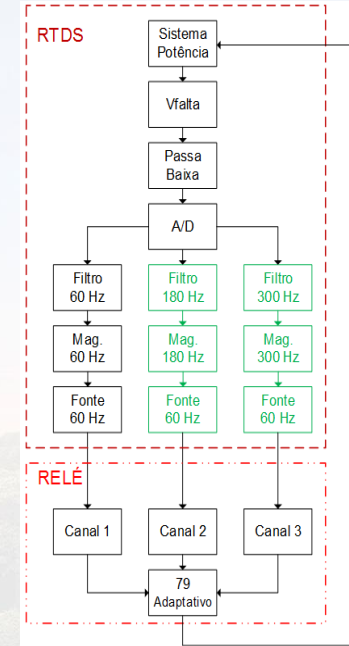 RTDS
Sistema
Potência
Vfalta
Passa
Baixa
A/D
Filtro
60 Hz
Filtro
180 Hz
Filtro
300 Hz
Mag.
60 Hz
Mag.
180 Hz
Mag.
300 Hz
Fonte
60 Hz
Fonte
60 Hz
Fonte
60 Hz
RELÉ
Canal 1
Canal 2
Canal 3
79
Adaptativo